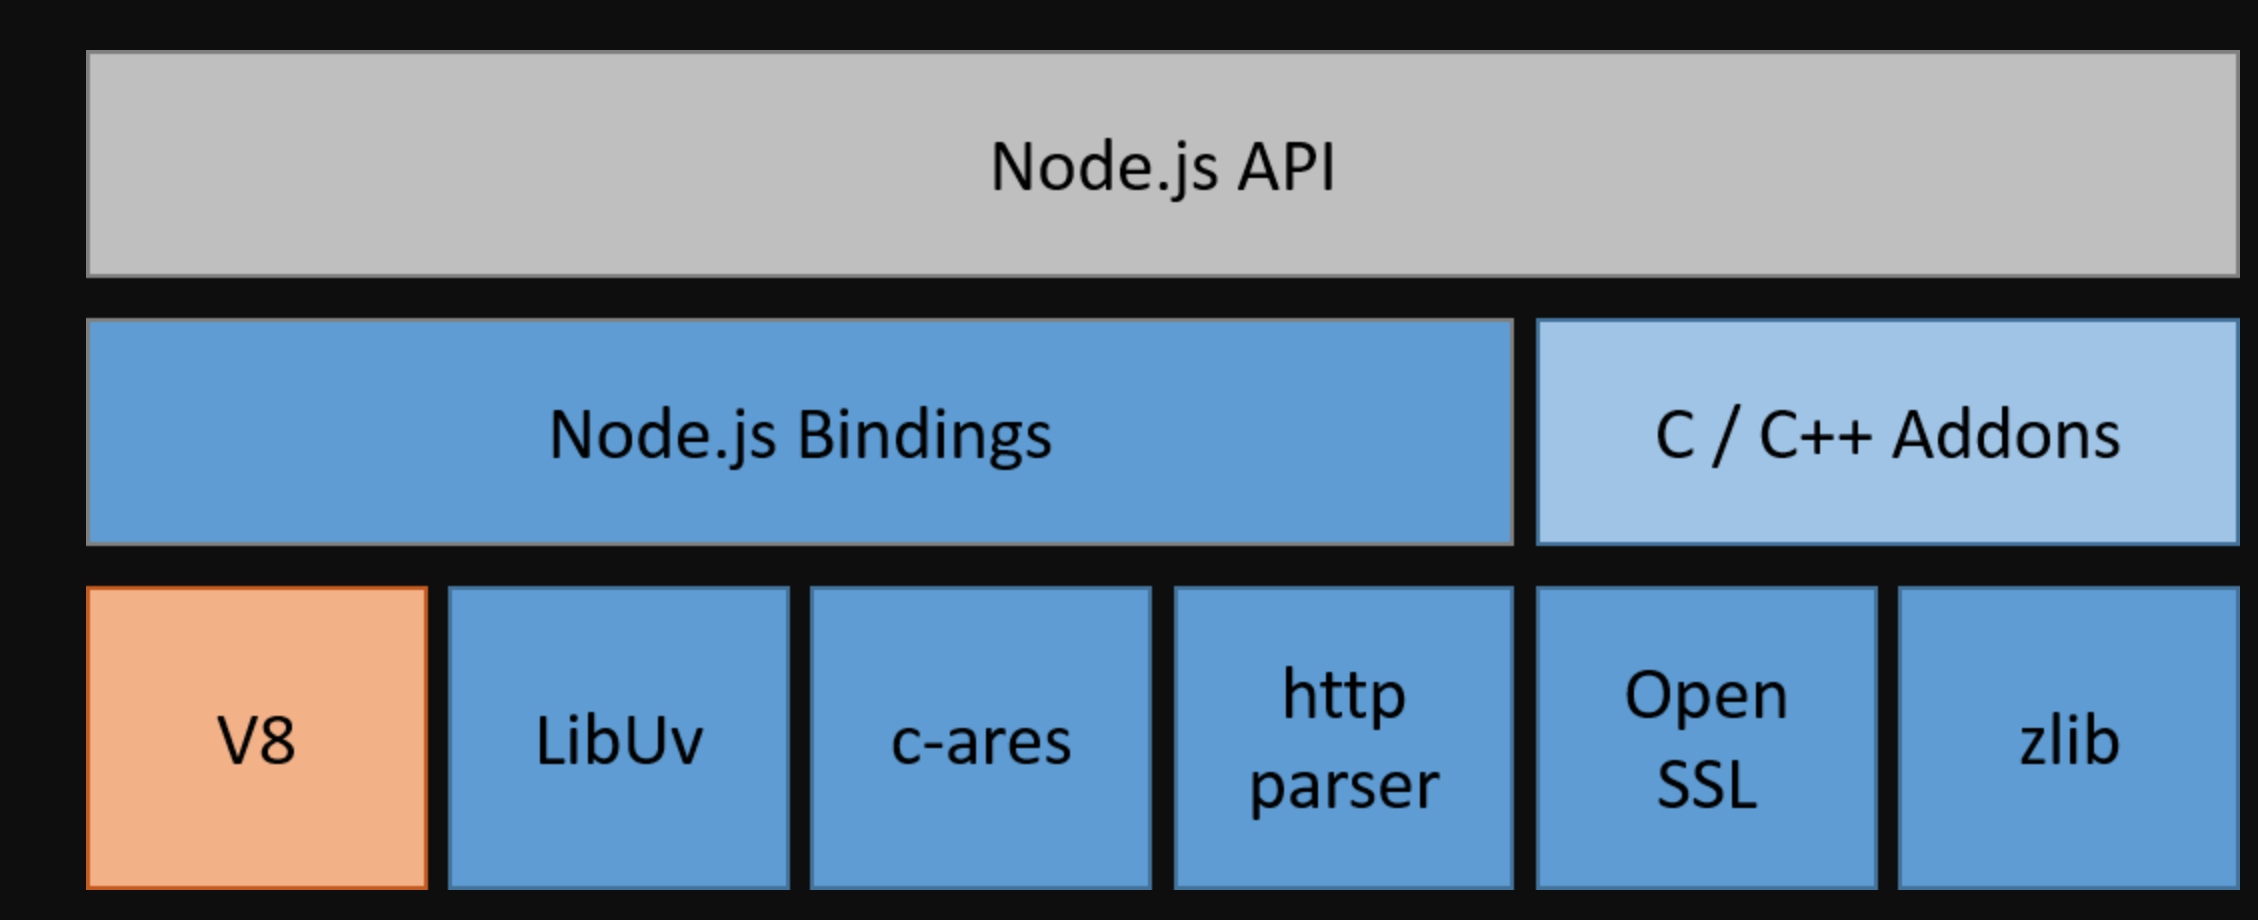 Node.js API
Node.js Bindings
C / C++ Addons
V8
LibUv
c-ares
http
parser
Open
SSL
zlib